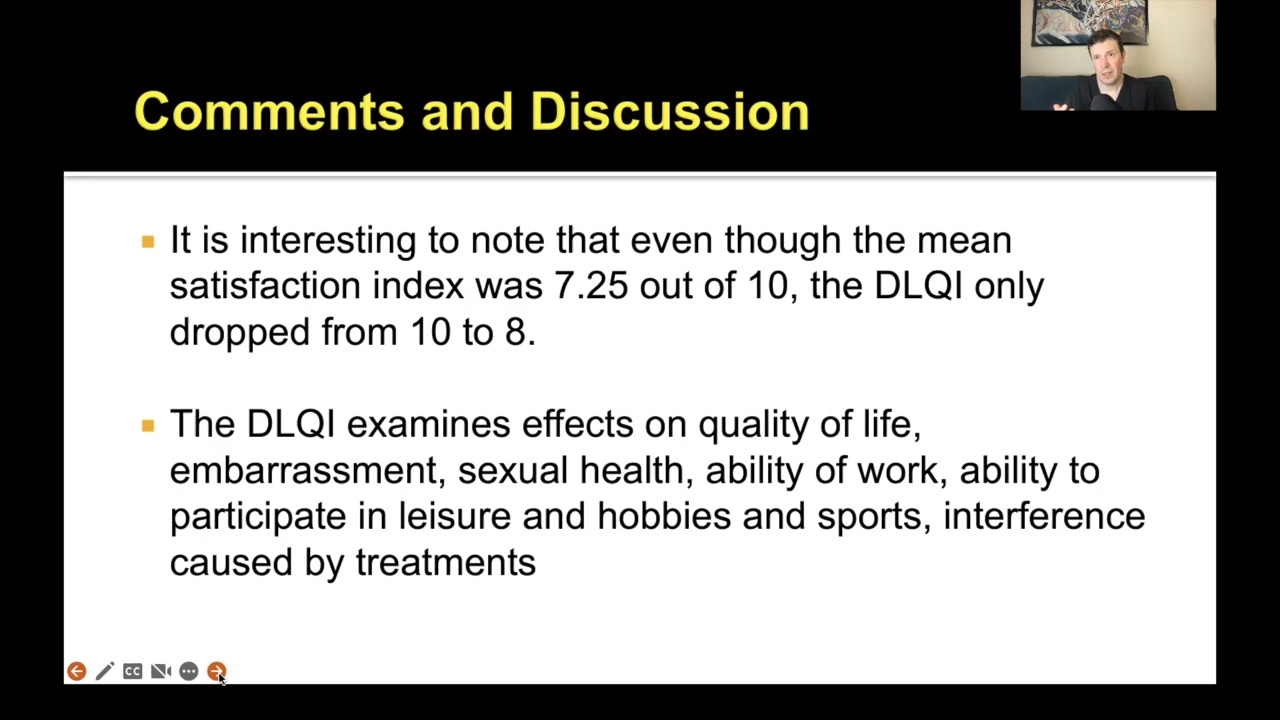 Comments and Discussion
It is interesting to note that even though the mean
satisfaction index was 7.25 out of 10, the DLQI only
dropped from 10 to 8.
The DLQI examines effects on quality of life,
embarrassment, sexual health, ability of work, ability to
participate in leisure and hobbies and sports, interference
caused by treatments
CC